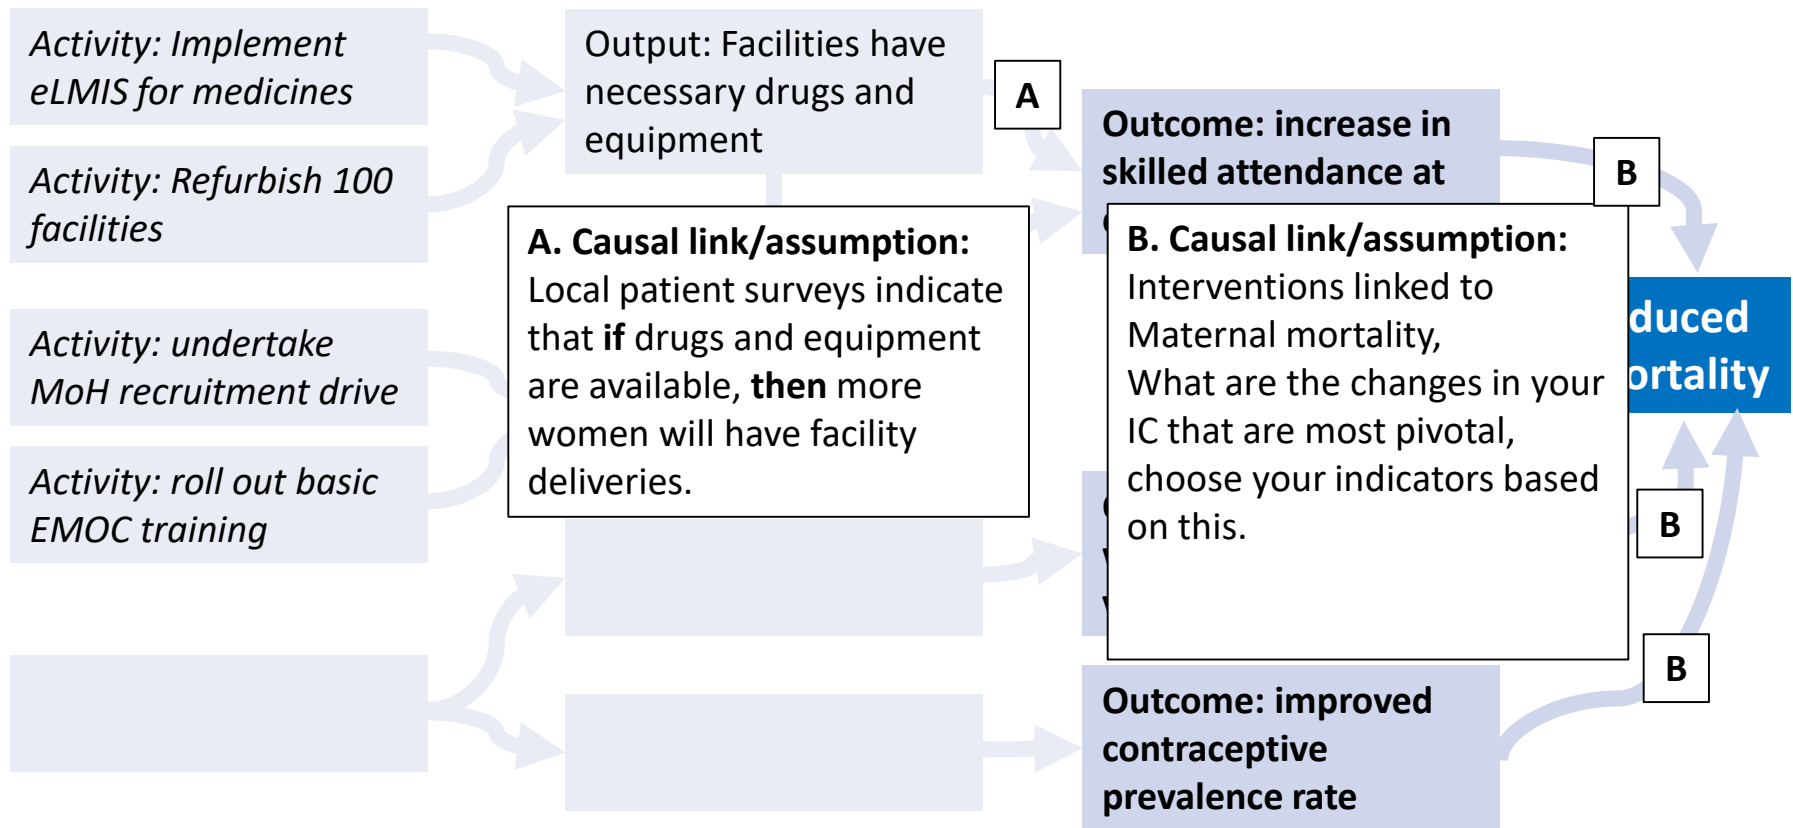 Activity: Implement
eLMIS for medicines
Activity: Refurbish 100
facilities
Activity: undertake
MoH recruitment drive
Activity: roll out basic
EMOC training
Output: Facilities have
necessary drugs and
equipment
A
A. Causal link/assumption:
Local patient surveys indicate
that if drugs and equipment
are available, then more
women will have facility
deliveries.
Outcome: increase in
skilled attendance at
B
B. Causal link/assumption:
Interventions linked to
Maternal mortality,
What are the changes in your
IC that are most pivotal,
choose your indicators based
on this.
B
B
Outcome: improved
contraceptive
prevalence rate
duced
ortality